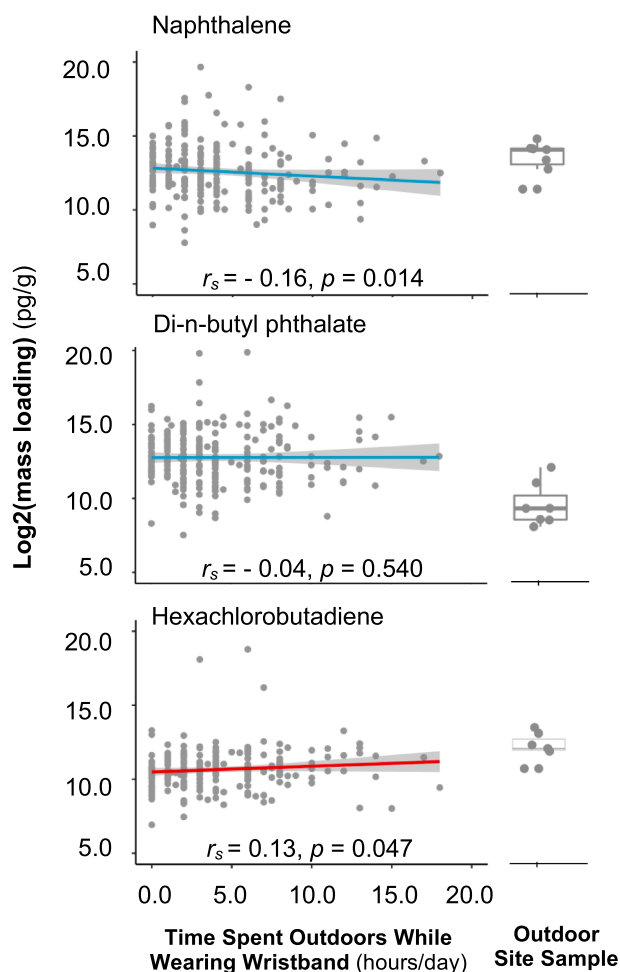 Naphthalene
20.0
15.0
10.0
5.0
rs = - 0.16, p = 0.014
Di-n-butyl phthalate
20.0
15.0
10.0
5.0
rs = - 0.04, p = 0.540
Hexachlorobutadiene
20.0
15.0
10.0
5.0
rs = 0.13, p = 0.047
Log2(mass loading) (pg/g)
0.0 5.0 10.0 15.0 20.0
Time Spent Outdoors While
Wearing Wristband (hours/day)
Outdoor
Site Sample